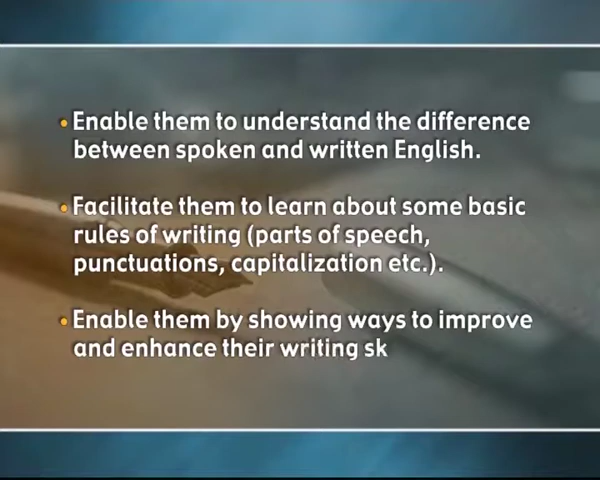 • Enable them to understand the difference
between spoken and written English.
• Facilitate them to learn about some basic
rules of writing (parts of speech,
punctuations, capitalization etc.).
• Enable them by showing ways to improve
and enhance their writing sk